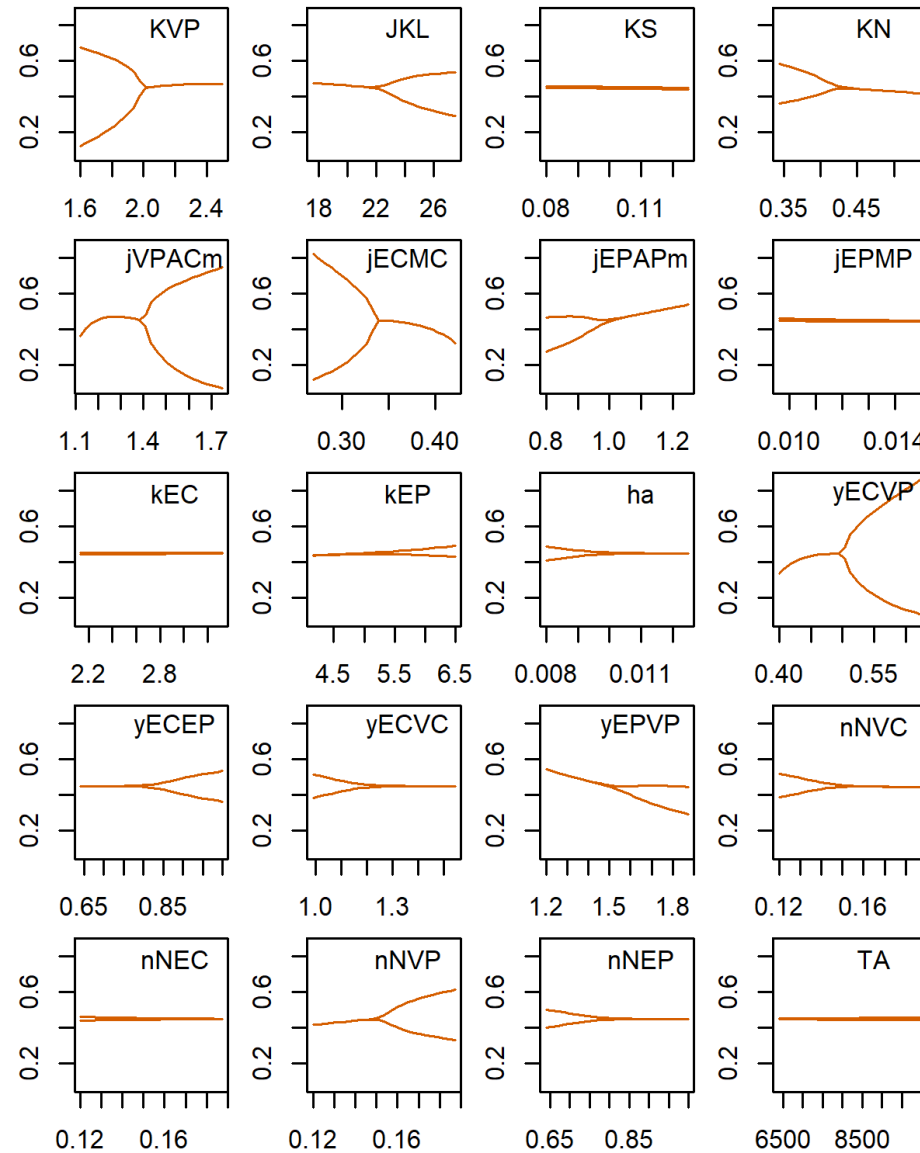 KVP JKL KS KN
0.2 0.6 0.2 0.6 0.2 0.6 0.2 0.6
1.6 2.0 2.4 18 22 26 0.08 0.11 0.35 0.45
jVPACm jECMC jEPAPm jEPMP
0.2 0.6 0.2 0.6 0.2 0.6 0.2 0.6
1.1 1.4 1.7 0.30 0.40 0.8 1.0 1.2 0.010 0.014
kEC kEP ha yECVP
0.2 0.6 0.2 0.6 0.2 0.6 0.2 0.6
2.2 2.8 4.5 5.5 6.5 0.008 0.011 0.40 0.55
yECEP yECVC yEPVP nNVC
0.2 0.6 0.2 0.6 0.2 0.6 0.2 0.6
0.65 0.85 1.0 1.3 1.2 1.5 1.8 0.12 0.16
nNEC nNVP nNEP TA
0.2 0.6 0.2 0.6 0.2 0.6 0.2 0.6
0.12 0.16 0.12 0.16 0.65 0.85 6500 8500